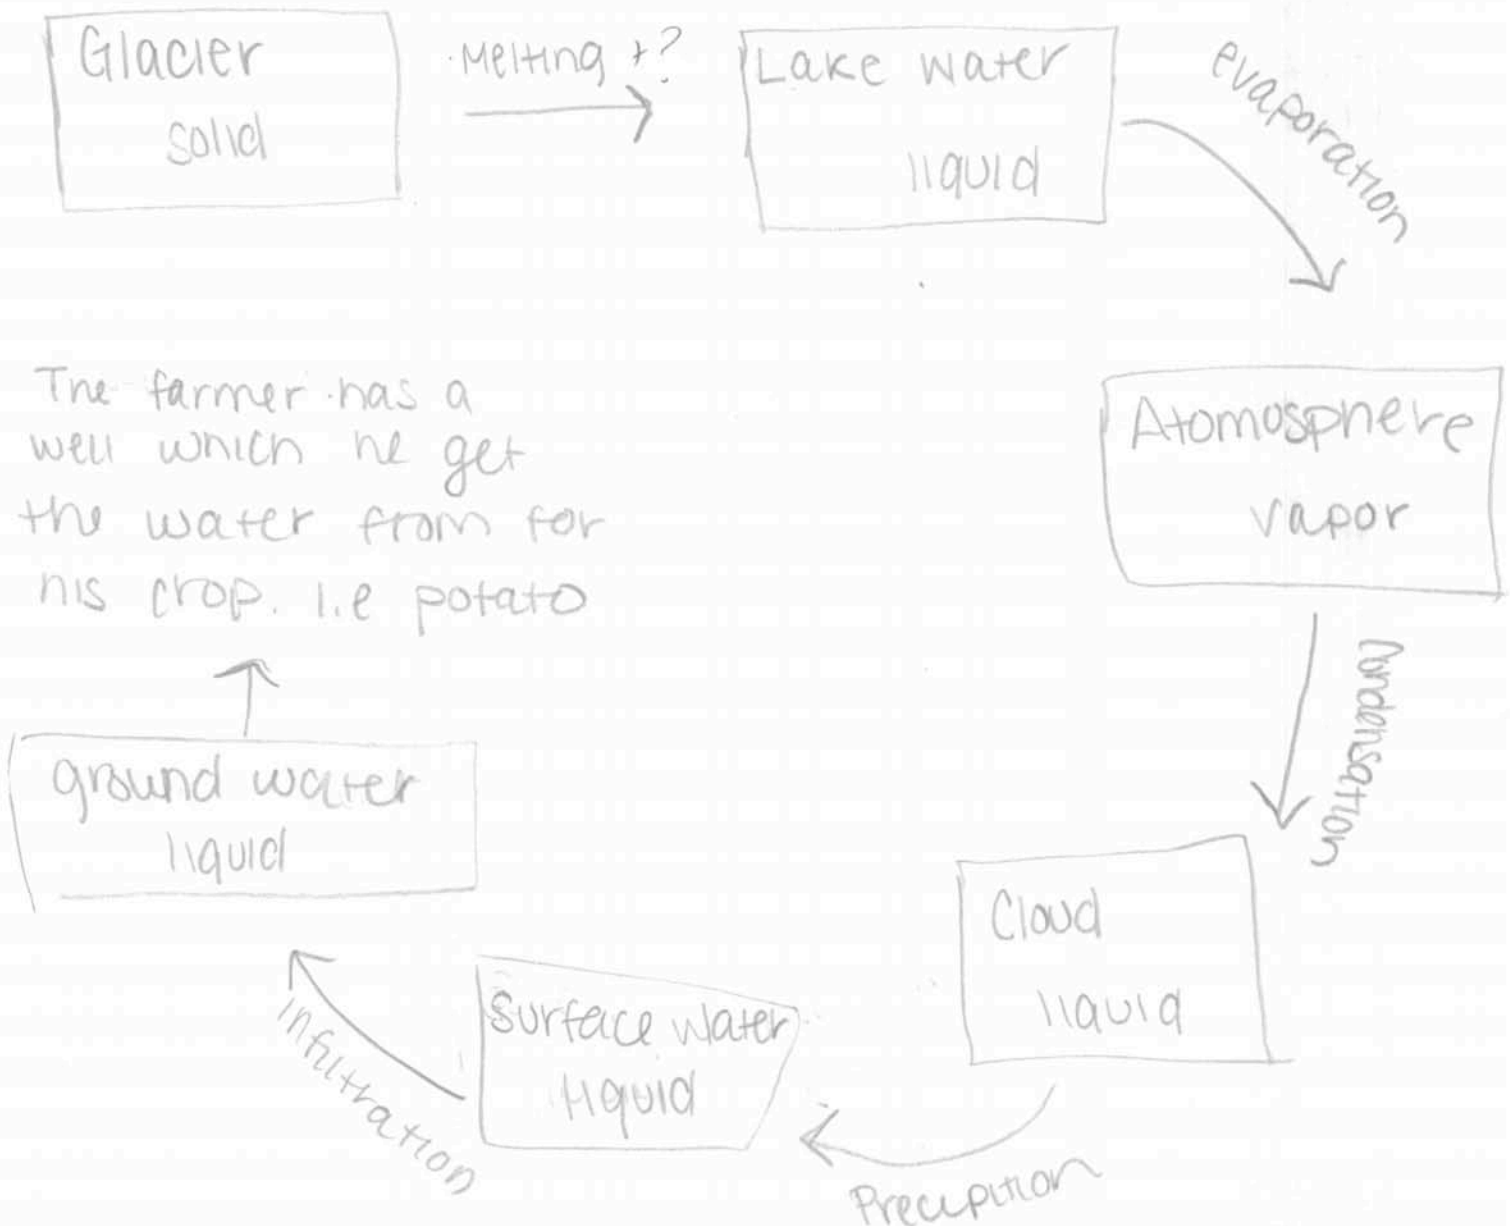 Glacier
solid
Melting + ?
Lake water
liquid
evaporation
Atomosphere
vapor
Condensation
Cloud
liquid
Precipition
Surface water
liquid
infiltration
ground water
liquid
The farmer has a
well which he get
the water from for
his crop. i.e potato